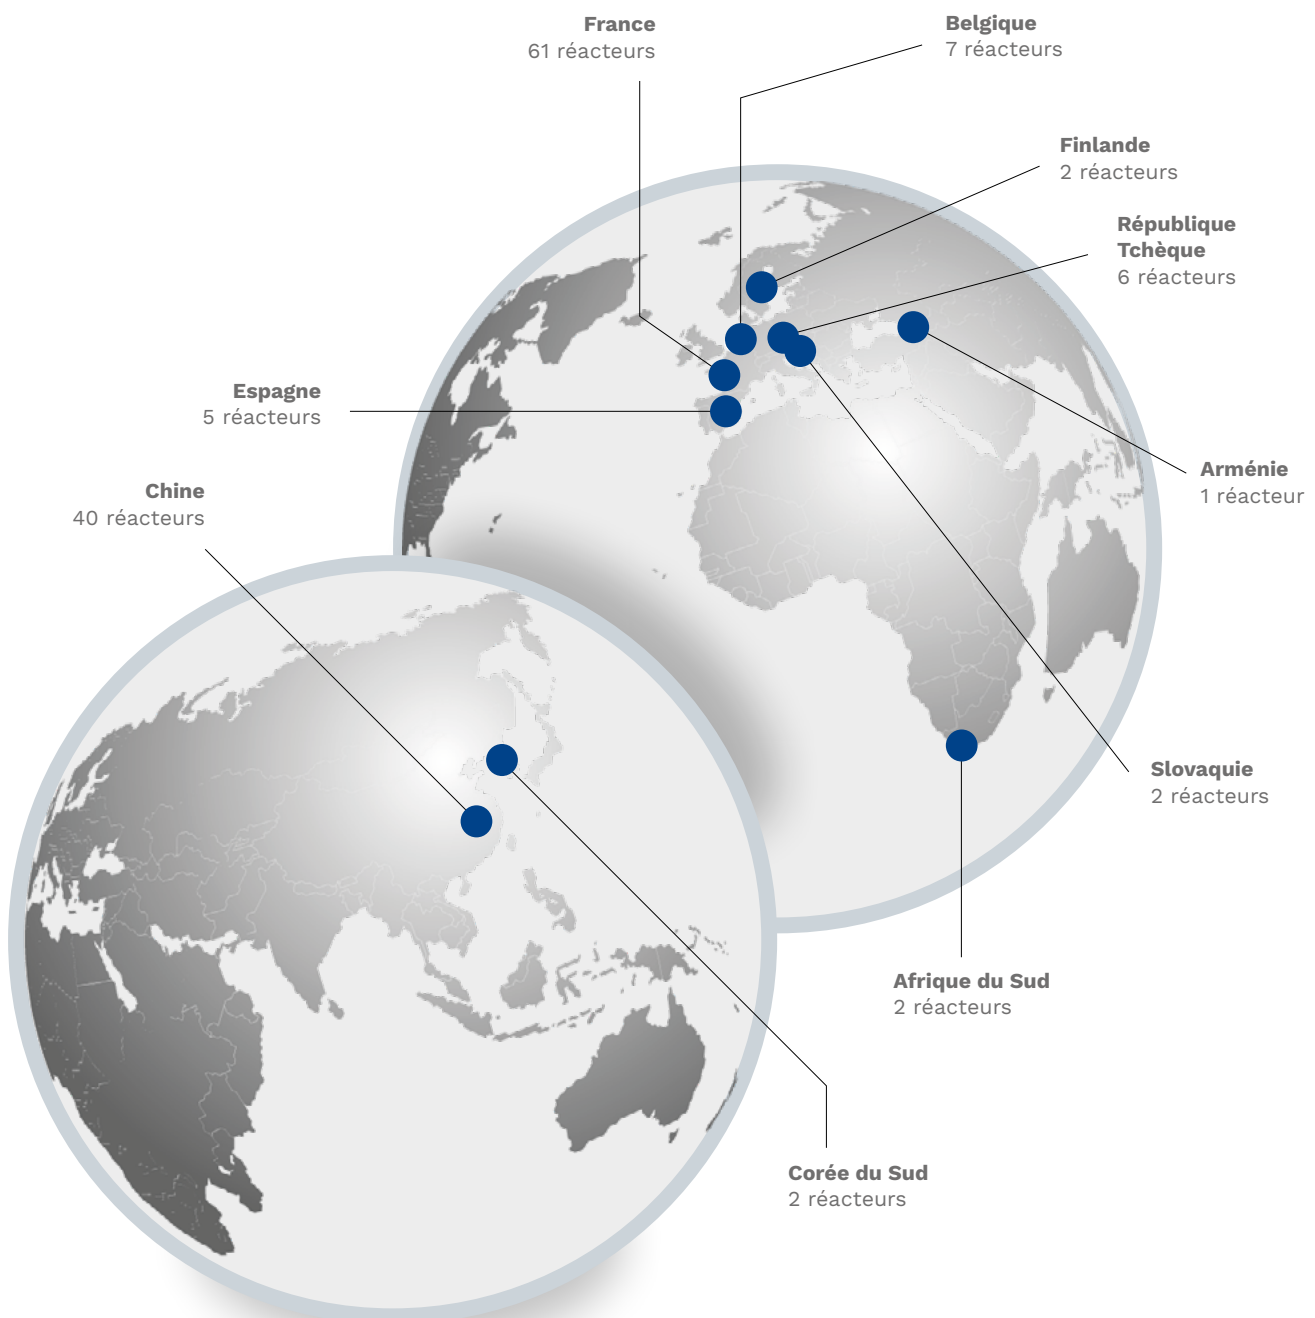 France
61 réacteurs
Belgique
7 réacteurs
Finlande
2 réacteurs
République
Tchèque
6 réacteurs
Espagne
5 réacteurs
Arménie
1 réacteur
Chine
40 réacteurs
Slovaquie
2 réacteurs
Afrique du Sud
2 réacteurs
Corée du Sud
2 réacteurs